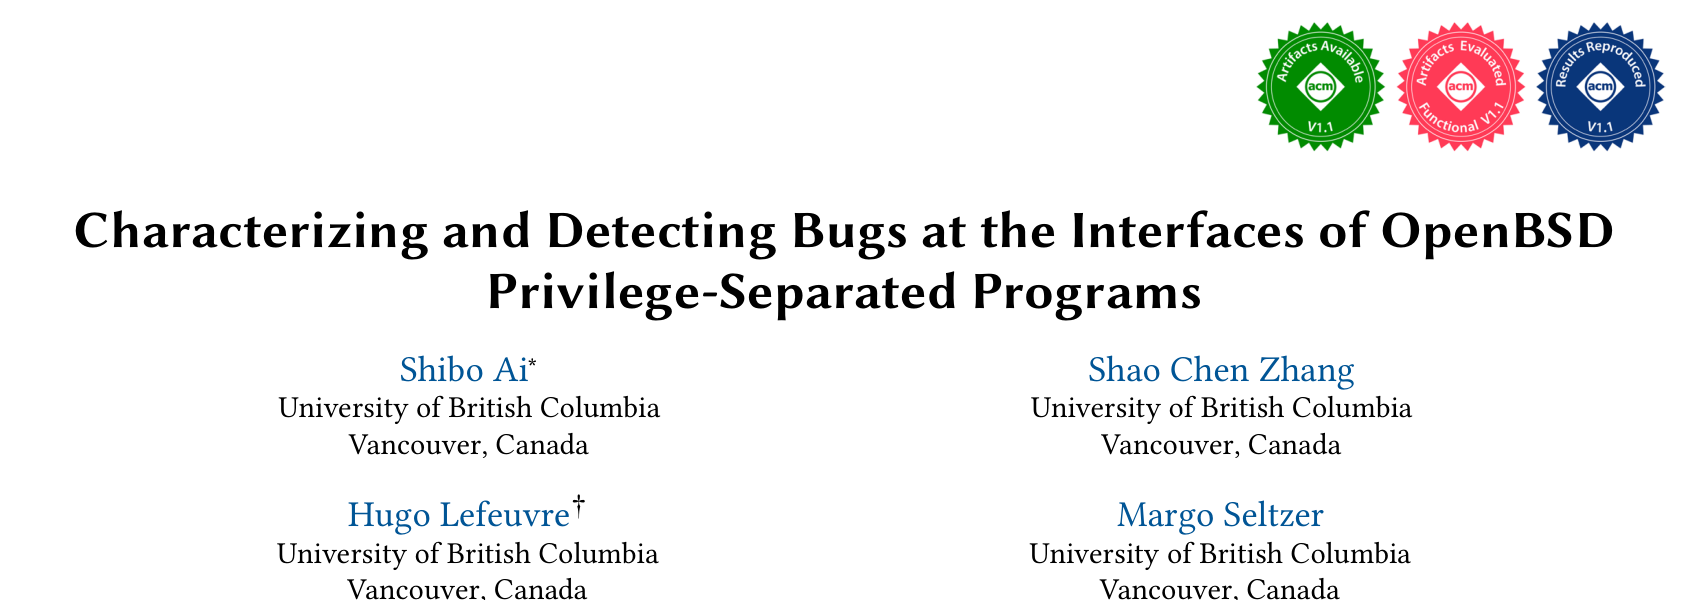 Artifacts Available
acm
V1.1
Artifacts Evaluated
acm
Functional V1.1
Results Reproduced
acm
V1.1
Characterizing and Detecting Bugs at the Interfaces of OpenBSD
Privilege-Separated Programs
Shibo Ai*
University of British Columbia
Vancouver, Canada
Shao Chen Zhang
University of British Columbia
Vancouver, Canada
Hugo Lefeuvre†
University of British Columbia
Vancouver, Canada
Margo Seltzer
University of British Columbia
Vancouver, Canada